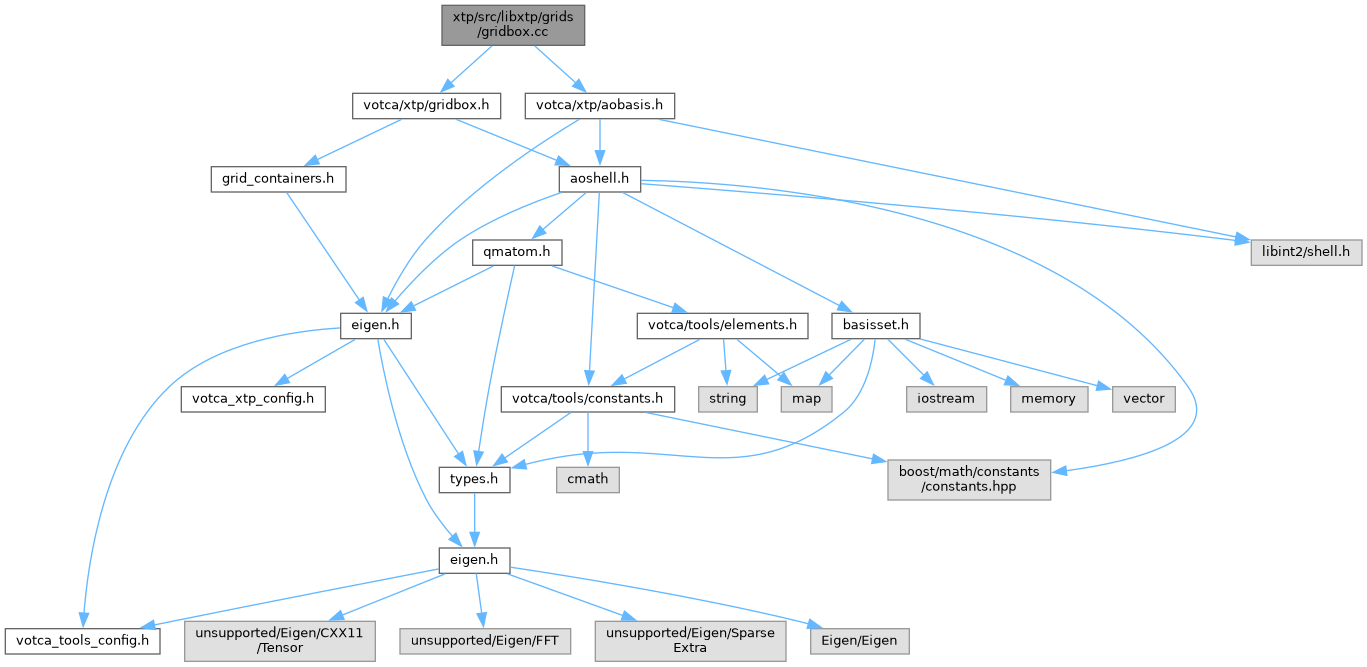 xtp/src/libxtp/grids
/gridbox.cc
votca/xtp/gridbox.h
votca/xtp/aobasis.h
grid_containers.h
aoshell.h
qmatom.h
libint2/shell.h
eigen.h
votca/tools/elements.h
basisset.h
votca_xtp_config.h
votca/tools/constants.h
string
map
iostream
memory
vector
types.h
cmath
boost/math/constants
/constants.hpp
eigen.h
votca_tools_config.h
unsupported/Eigen/CXX11
/Tensor
unsupported/Eigen/FFT
unsupported/Eigen/Sparse
Extra
Eigen/Eigen